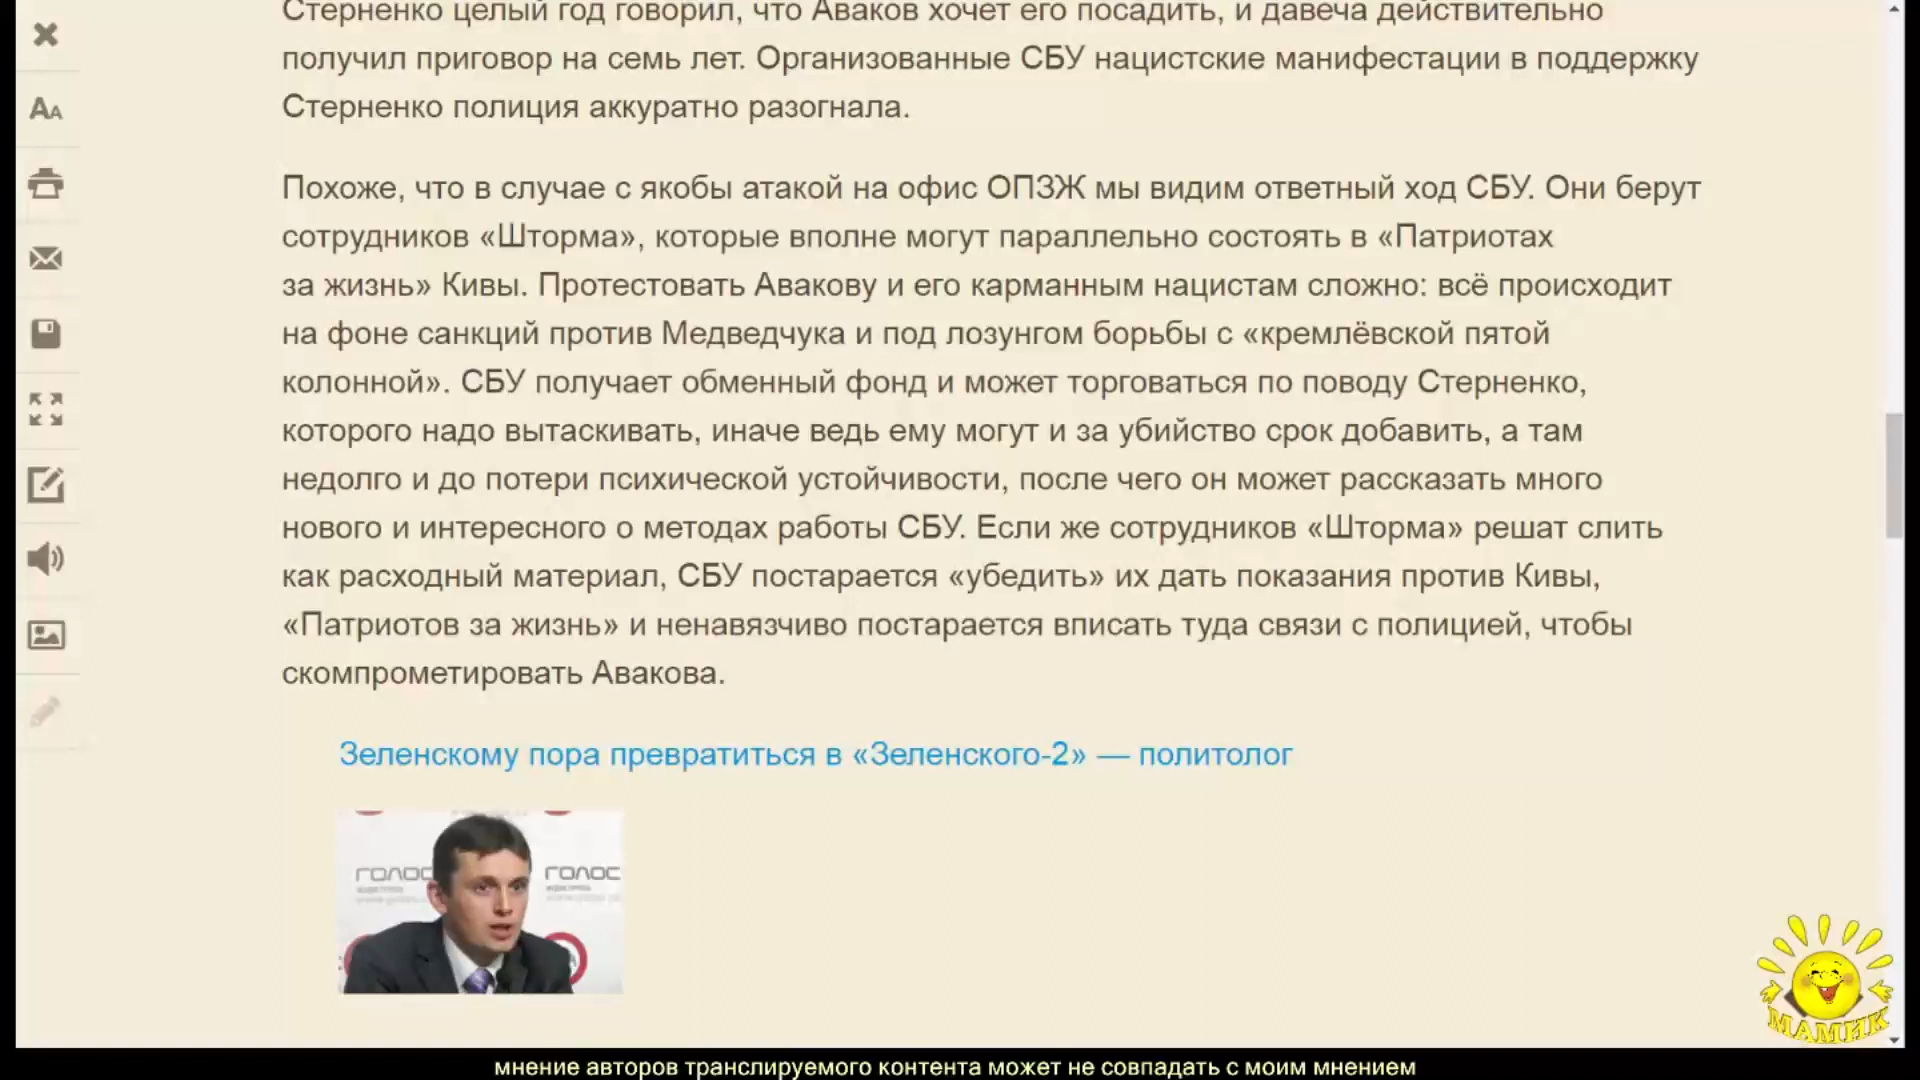 Стерненко целый год говорил, что Аваков хочет его посадить, и давеча действительно
получил приговор на семь лет. Организованные СБУ нацистские манифестации в поддержку
Стерненко полиция аккуратно разогнала.
Похоже, что в случае с якобы атакой на офис ОПЗЖ мы видим ответный ход СБУ. Они берут
сотрудников «Шторма», которые вполне могут параллельно состоять в «Патриотах
за жизнь» Кивы. Протестовать Авакову и его карманным нацистам сложно: всё происходит
на фоне санкций против Медведчука и под лозунгом борьбы с «кремлёвской пятой
колонной». СБУ получает обменный фонд и может торговаться по поводу Стерненко,
которого надо вытаскивать, иначе ведь ему могут и за убийство срок добавить, а там
недолго и до потери психической устойчивости, после чего он может рассказать много
нового и интересного о методах работы СБУ. Если же сотрудников «Шторма» решат слить
как расходный материал, СБУ постарается «убедить» их дать показания против Кивы,
«Патриотов за жизнь» и ненавязчиво постарается вписать туда связи с полицией, чтобы
скомпрометировать Авакова.
Зеленскому пора превратиться в «Зеленского-2» — политолог
ГОЛОС ГОЛОС
МАМИК
мнение авторов транслируемого контента может не совпадать с моим мнением